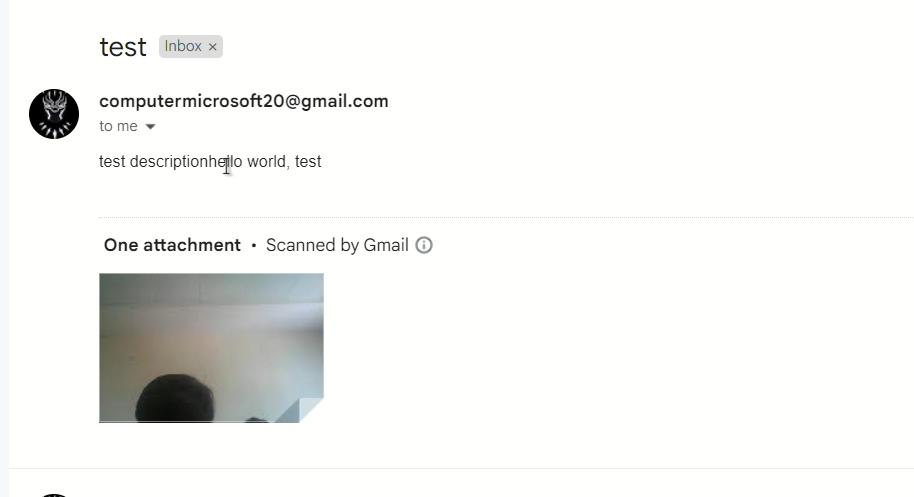 test Inbox ×
computermicrosoft20@gmail.com
to me
test descriptionhello world, test
One attachment • Scanned by Gmail